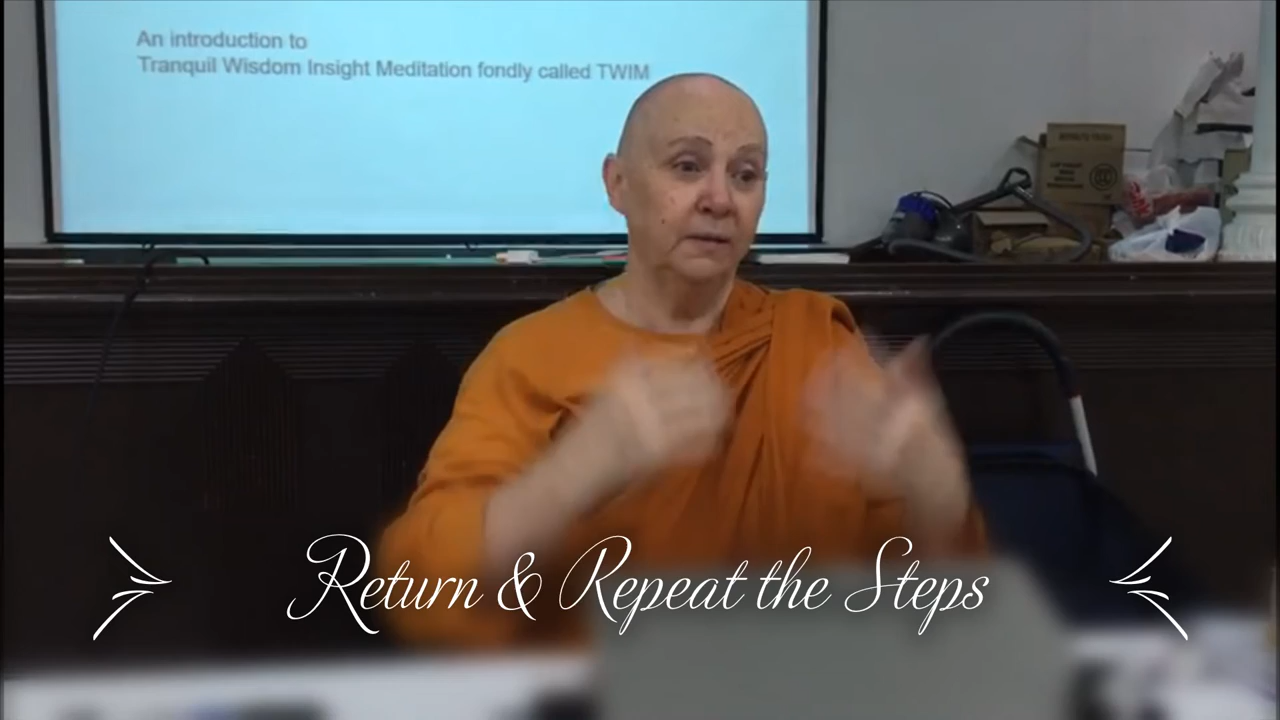 An introduction to
Tranquil Wisdom Insight Meditation fondly called TWIM
Return & Repeat the Steps